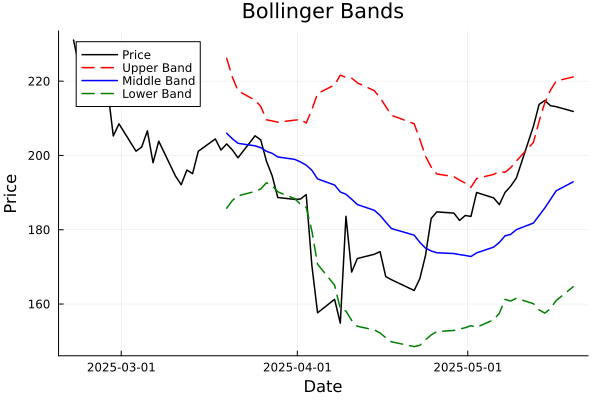 Bollinger Bands
Price
Upper Band
Middle Band
Lower Band
220
200
180
160
Price
2025-03-01
2025-04-01
2025-05-01
Date